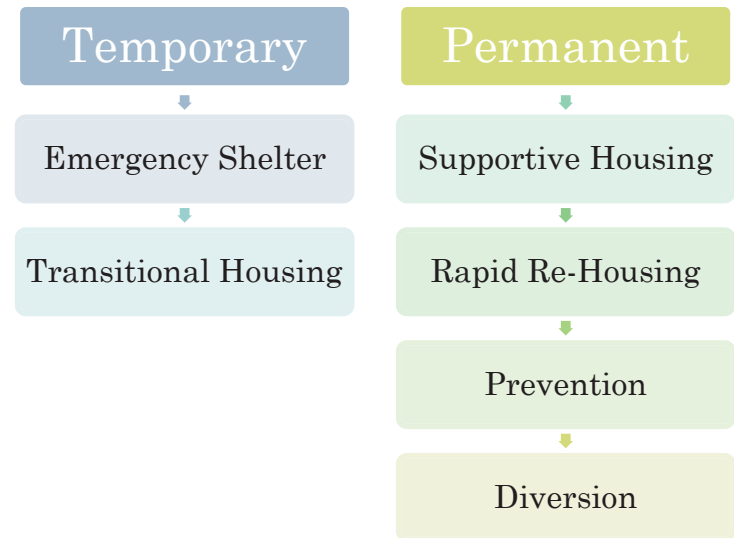 Temporary
Emergency Shelter
Transitional Housing
Permanent
Supportive Housing
Rapid Re-Housing
Prevention
Diversion